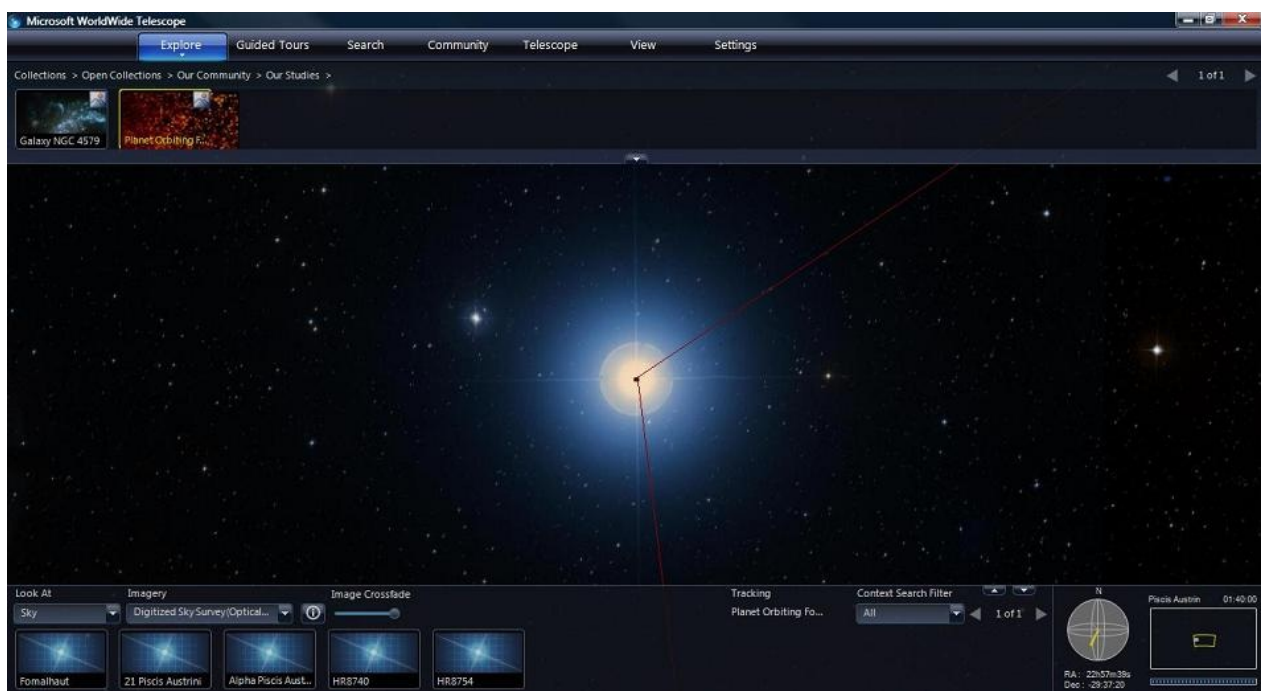 Microsoft WorldWide Telescope
Explore Guided Tours Search Community Telescope View Settings
Collections > Open Collections > Our Community > Our Studies >
1 of 1
Galaxy NGC 4579
Planet Orbiting F...
Look At
Sky
Imagery
Digitized Sky Survey (Optical...
Image Crossfade
Tracking
Planet Orbiting Fo...
Context Search Filter
All
1 of 1
Fomalhaut
21 Piscis Austrini
Alpha Piscis Aust...
HR8740
HR8754
N
RA : 22h57m39s
Dec : -29:37:20
Piscis Austrin 01:40:00